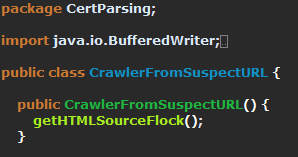 package CertParsing;
import java.io.BufferedWriter;
public class CrawlerFromSuspectURL {
public CrawlerFromSuspectURL() {
getHTMLSourceFlock();
}